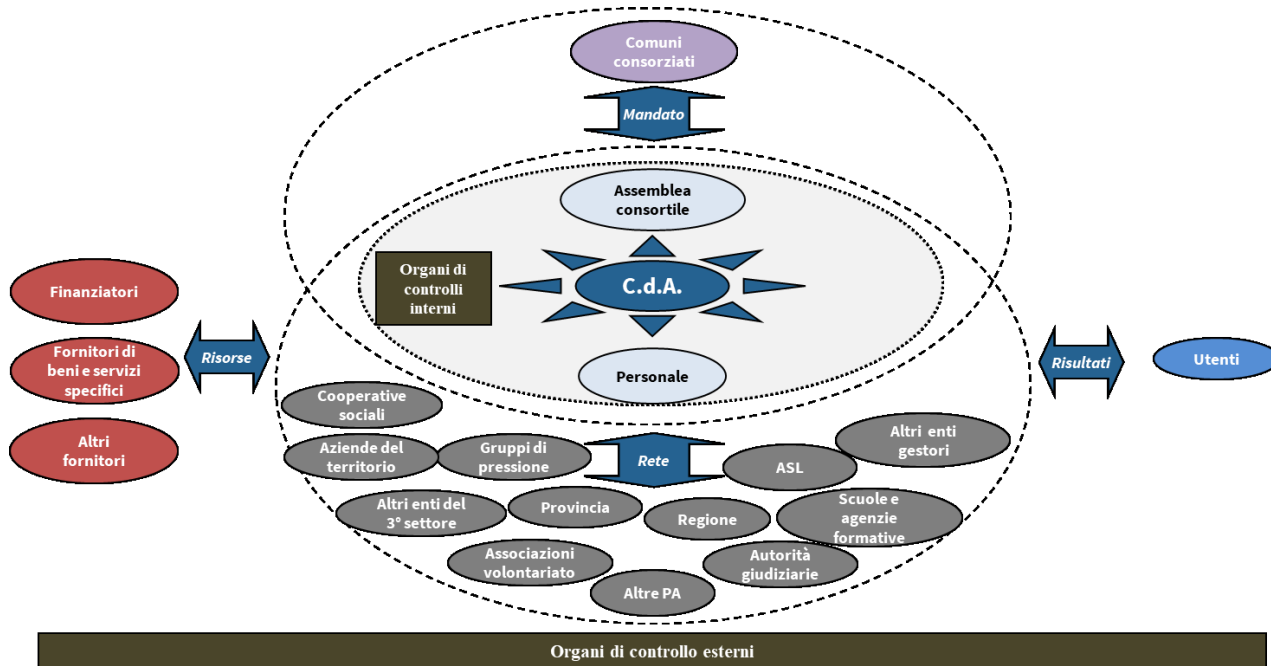 Comuni
consorziati
Mandato
Assemblea
consortile
Organi di
controlli
interni
C.d.A.
Finanziatori
Fornitori di
beni e servizi
specifici
Risorse
Risultati
Utenti
Personale
Cooperative
sociali
Altri
fornitori
Aziende del
territorio
Gruppi di
pressione
Rete
ASL
Altri enti
gestori
Altri enti del
3° settore
Provincia
Regione
Scuole e
agenzie
formative
Associazioni
volontariato
Autorità
giudiziarie
Altre PA
Organi di controllo esterni